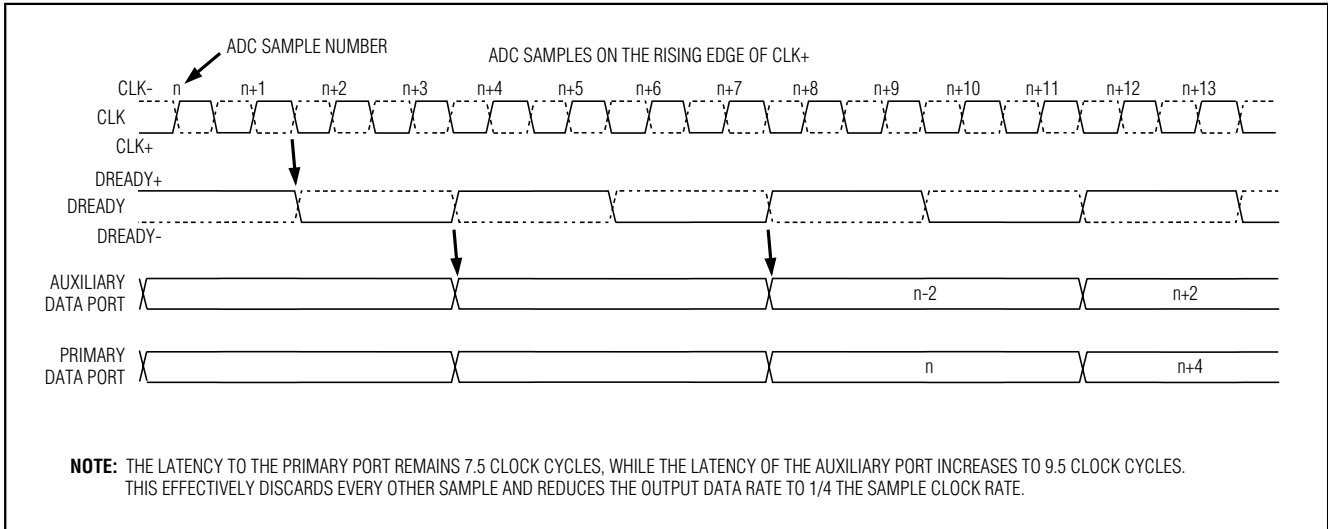 ADC SAMPLE NUMBER
ADC SAMPLES ON THE RISING EDGE OF CLK+
CLK-
n n+1 n+2 n+3 n+4 n+5 n+6 n+7 n+8 n+9 n+10 n+11 n+12 n+13
CLK
CLK+
DREADY+
DREADY
DREADY-
AUXILIARY
DATA PORT
n-2 n+2
PRIMARY
DATA PORT
n n+4
NOTE: THE LATENCY TO THE PRIMARY PORT REMAINS 7.5 CLOCK CYCLES, WHILE THE LATENCY OF THE AUXILIARY PORT INCREASES TO 9.5 CLOCK CYCLES.
THIS EFFECTIVELY DISCARDS EVERY OTHER SAMPLE AND REDUCES THE OUTPUT DATA RATE TO 1/4 THE SAMPLE CLOCK RATE.